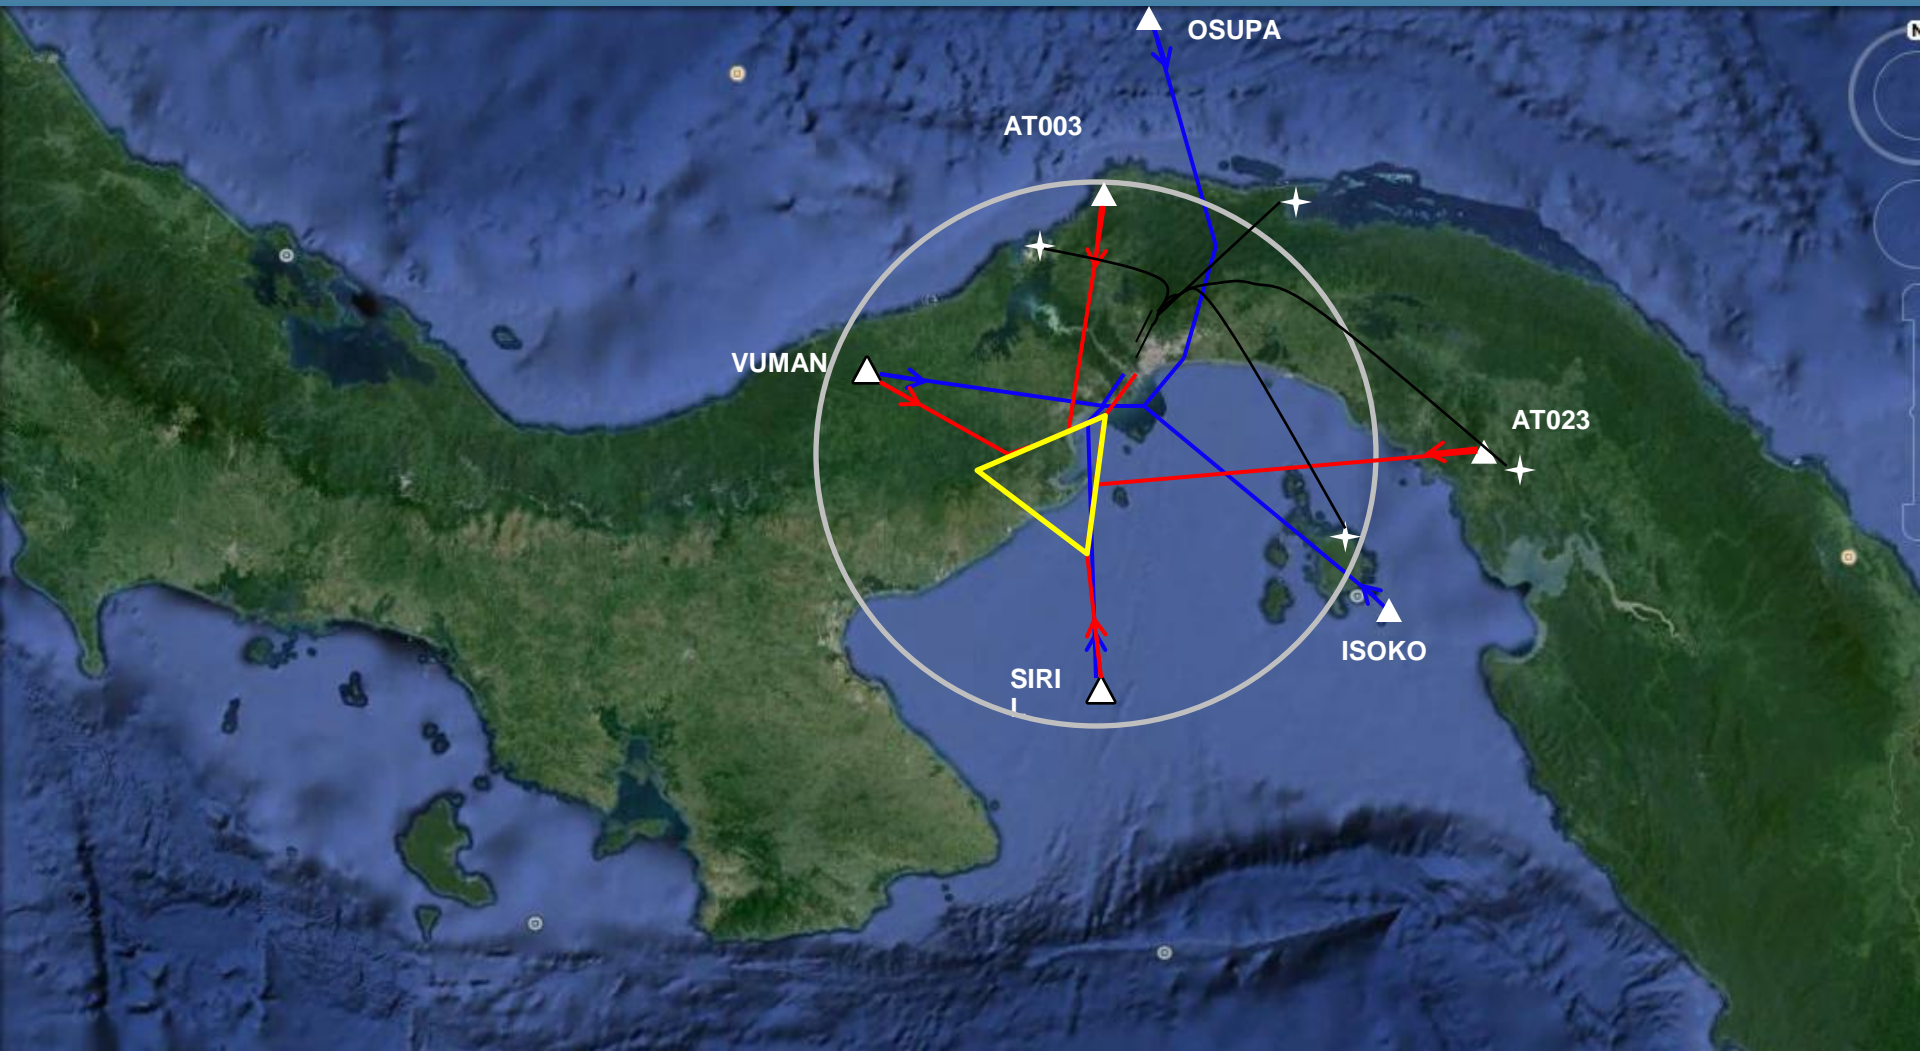 OSUPA
AT003
VUMAN
AT023
ISOKO
SIRI
L
N